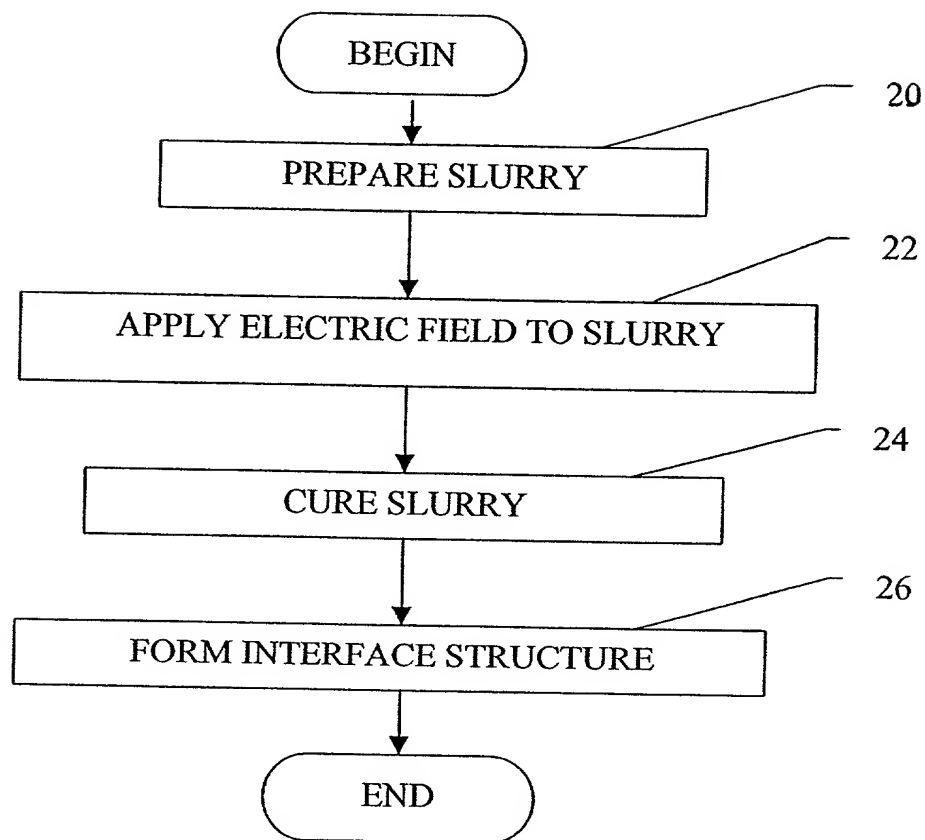 BEGIN
20
PREPARE SLURRY
22
APPLY ELECTRIC FIELD TO SLURRY
24
CURE SLURRY
26
FORM INTERFACE STRUCTURE
END